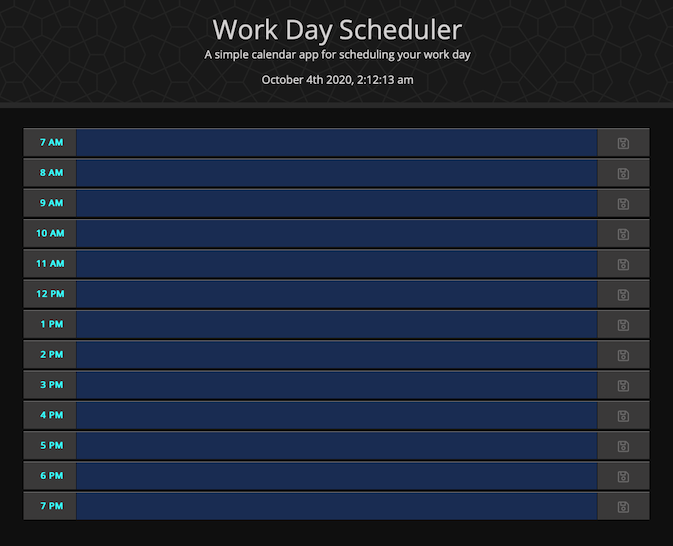 Work Day Scheduler
A simple calendar app for scheduling your work day
October 4th 2020, 2:12:13 am
7 AM
8 AM
9 AM
10 AM
11 AM
12 PM
1 PM
2 PM
3 PM
4 PM
5 PM
6 PM
7 PM